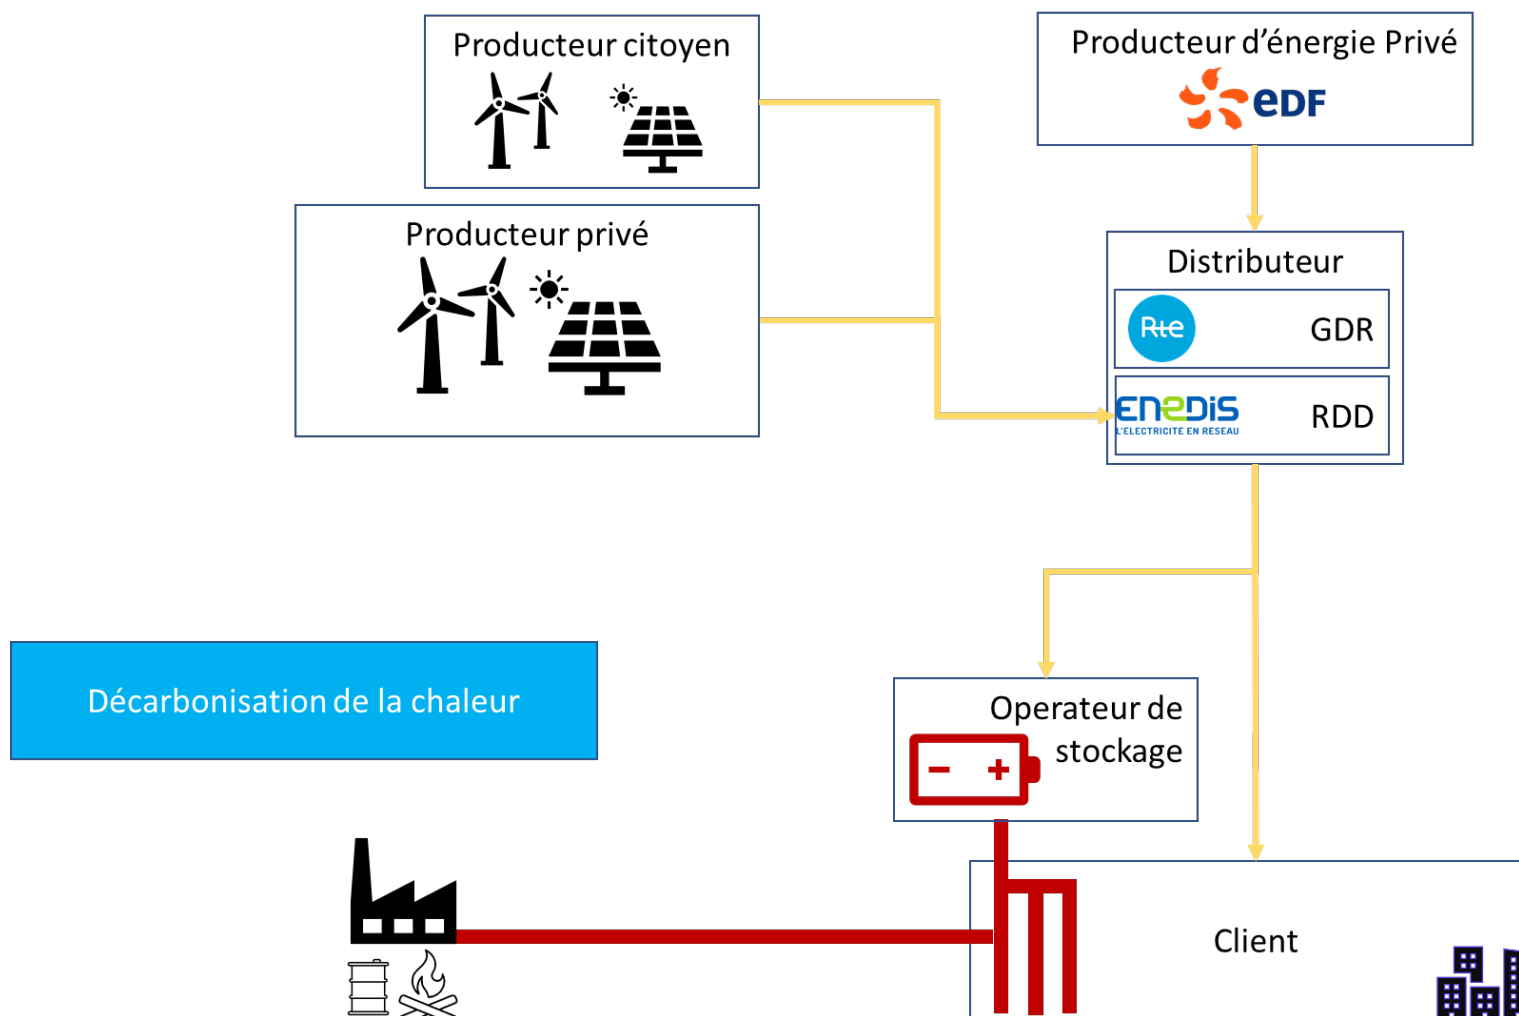 Producteur citoyen
Producteur d’énergie Privé
eDF
Producteur privé
Distributeur
Rte
GDR
ENEDIS
L'ELECTRICITE EN RESEAU
RDD
Décarbonisation de la chaleur
Operateur de
stockage
Client